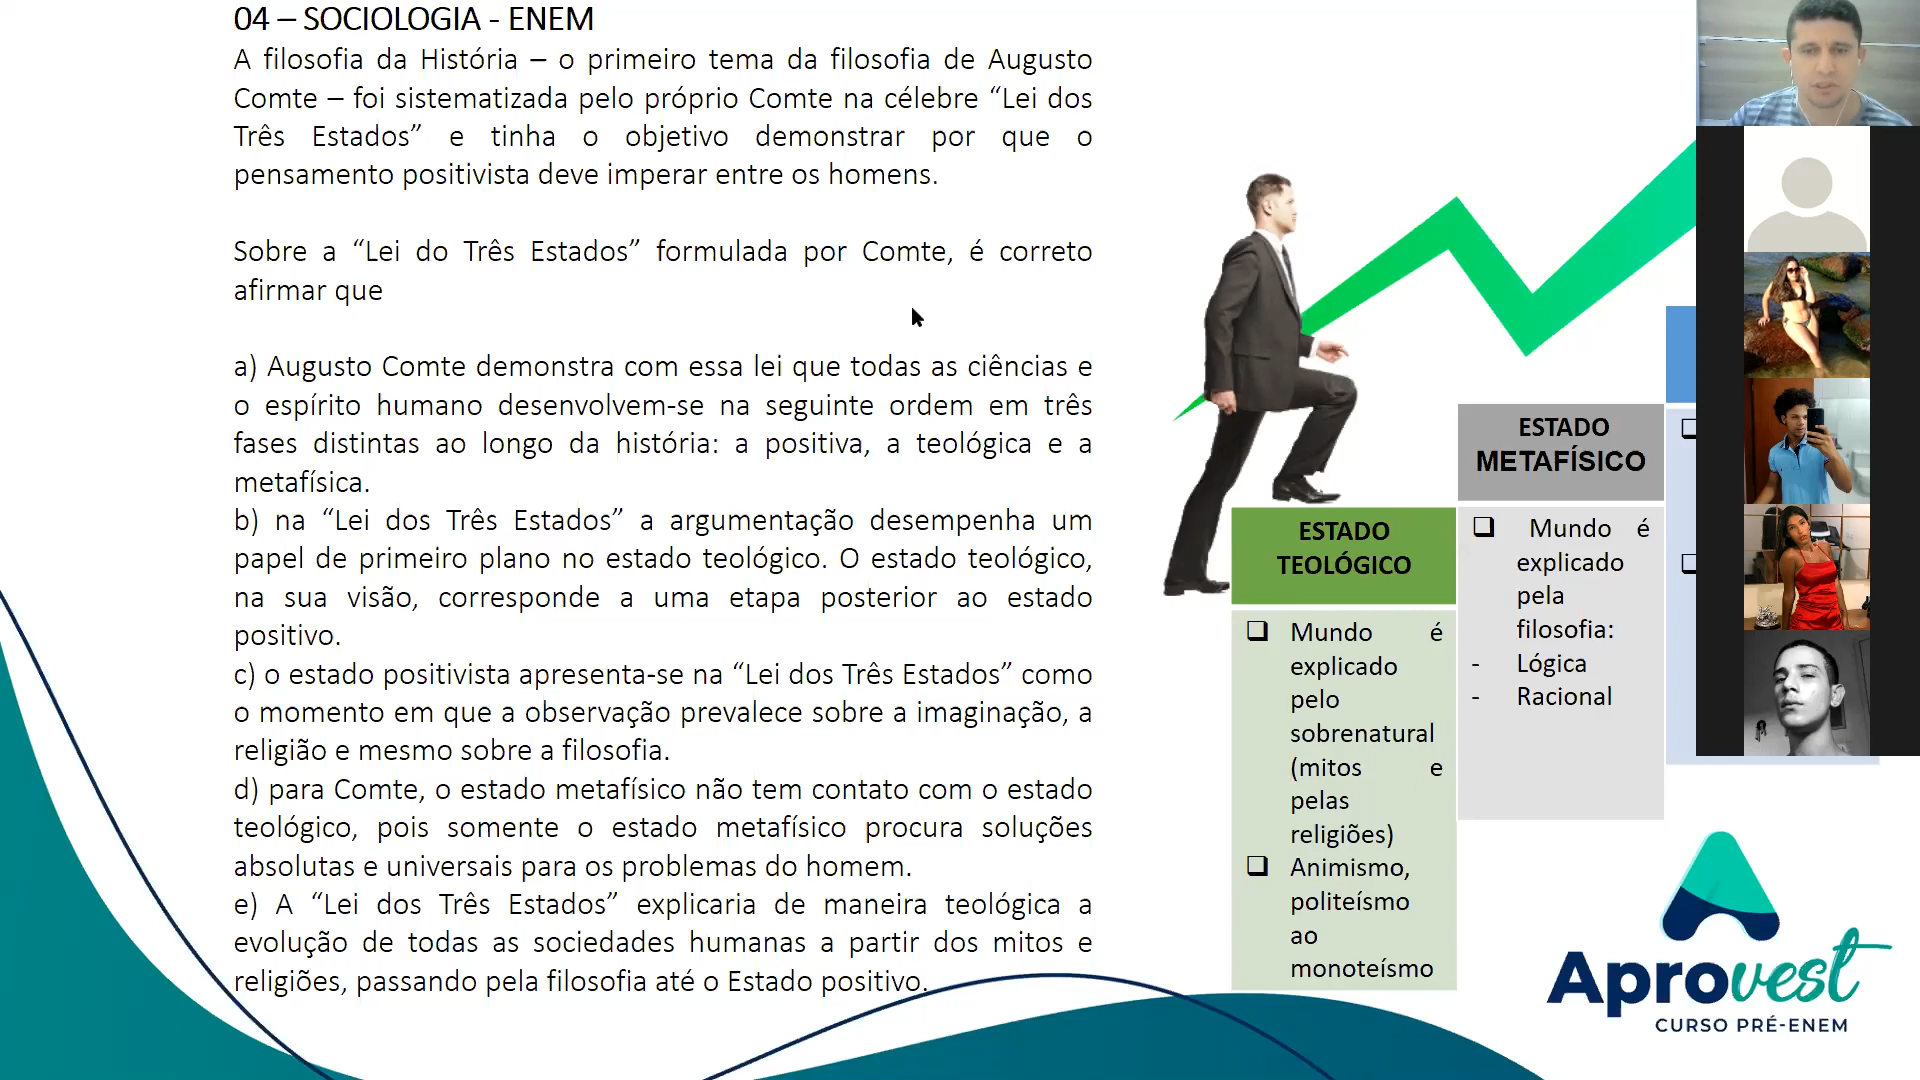 04 – SOCIOLOGIA - ENEM
A filosofia da História – o primeiro tema da filosofia de Augusto
Comte – foi sistematizada pelo próprio Comte na célebre “Lei dos
Três Estados” e tinha o objetivo demonstrar por que o
pensamento positivista deve imperar entre os homens.
Sobre a “Lei do Três Estados” formulada por Comte, é correto
afirmar que
a) Augusto Comte demonstra com essa lei que todas as ciências e
o espírito humano desenvolvem-se na seguinte ordem em três
fases distintas ao longo da história: a positiva, a teológica e a
metafísica.
b) na “Lei dos Três Estados” a argumentação desempenha um
papel de primeiro plano no estado teológico. O estado teológico,
na sua visão, corresponde a uma etapa posterior ao estado
positivo.
c) o estado positivista apresenta-se na “Lei dos Três Estados” como
o momento em que a observação prevalece sobre a imaginação, a
religião e mesmo sobre a filosofia.
d) para Comte, o estado metafísico não tem contato com o estado
teológico, pois somente o estado metafísico procura soluções
absolutas e universais para os problemas do homem.
e) A “Lei dos Três Estados” explicaria de maneira teológica a
evolução de todas as sociedades humanas a partir dos mitos e
religiões, passando pela filosofia até o Estado positivo.
ESTADO
TEOLÓGICO
❑ Mundo é
explicado
pelo
sobrenatural
(mitos e
pelas
religiões)
❑ Animismo,
politeísmo
ao
monoteísmo
ESTADO
METAFÍSICO
❑ Mundo é
explicado
pela
filosofia:
- Lógica
- Racional
Aprovest
CURSO PRÉ-ENEM